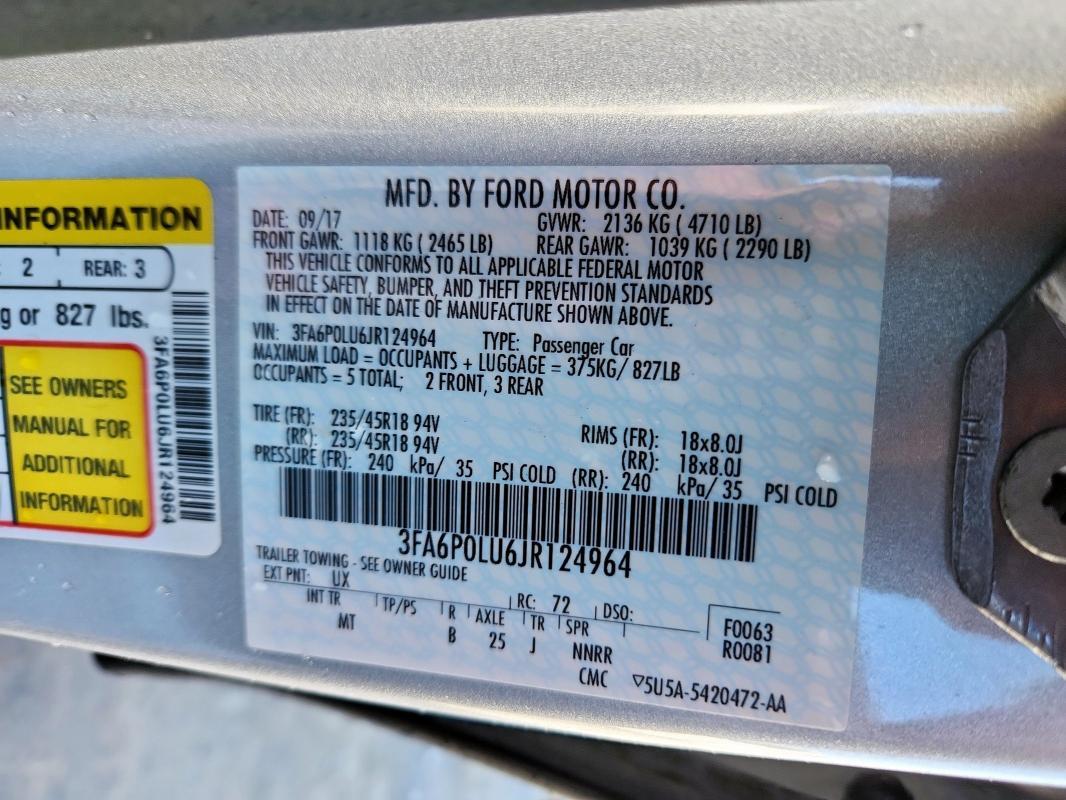 INFORMATION
2 REAR: 3
g or 827 lbs.
SEE OWNERS
MANUAL FOR
ADDITIONAL
INFORMATION
3FA6P0LU6JR124964
MFD. BY FORD MOTOR CO.
DATE: 09/17 GVWR: 2136 KG ( 4710 LB)
FRONT GAWR: 1118 KG ( 2465 LB) REAR GAWR: 1039 KG ( 2290 LB)
THIS VEHICLE CONFORMS TO ALL APPLICABLE FEDERAL MOTOR
VEHICLE SAFETY, BUMPER, AND THEFT PREVENTION STANDARDS
IN EFFECT ON THE DATE OF MANUFACTURE SHOWN ABOVE.
VIN: 3FA6P0LU6JR124964 TYPE: Passenger Car
MAXIMUM LOAD = OCCUPANTS + LUGGAGE = 375KG/ 827LB
OCCUPANTS = 5 TOTAL; 2 FRONT, 3 REAR
TIRE (FR): 235/45R18 94V RIMS (FR): 18x8.0J
(RR): 235/45R18 94V (RR): 18x8.0J
PRESSURE (FR): 240 kPa/ 35 PSI COLD (RR): 240 kPa/ 35 PSI COLD
3FA6P0LU6JR124964
TRAILER TOWING - SEE OWNER GUIDE
EXT PNT: UX RC: 72 DSO:
INT TR TP/PS R AXLE TR SPR F0063
MT B 25 J NNRR R0081
CMC ▽5U5A-5420472-AA